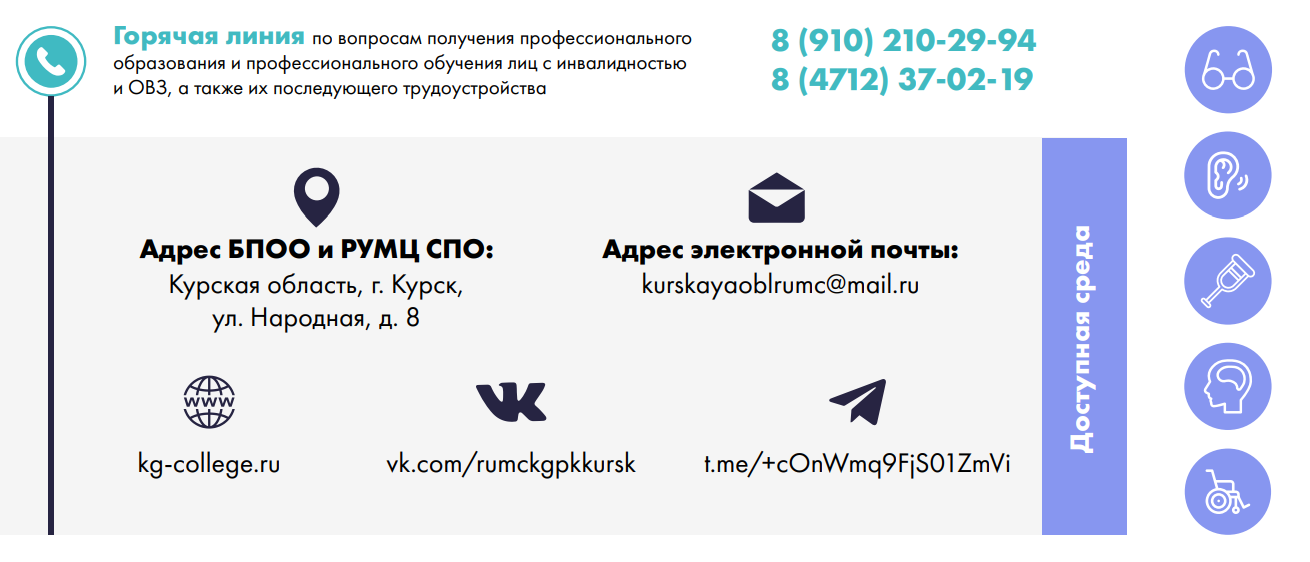 Горячая линия по вопросам получения профессионального
образования и профессионального обучения лиц с инвалидностью
и ОВЗ, а также их последующего трудоустройства
8 (910) 210-29-94
8 (4712) 37-02-19
Адрес БПОО и РУМЦ СПО:
Курская область, г. Курск,
ул. Народная, д. 8
Адрес электронной почты:
kurskayaoblrumc@mail.ru
www
kg-college.ru
vk.com/rumckgpkkursk
t.me/+cOnWmq9FjS01ZmVi
Доступная среда